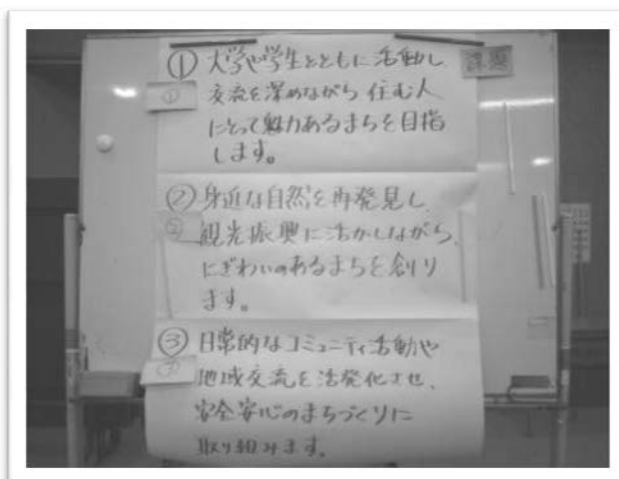 ① 大学や学生とともに活動し
交流を深めながら住む人
にとって魅力あるまちを目指
します。
② 身近な自然を再発見し、
観光振興に活かしながら、
にぎわいのあるまちを創り
ます。
③ 日常的なコミュニティ活動や
地域交流を活発化させ、
安全安心のまちづくりに
取り組みます。